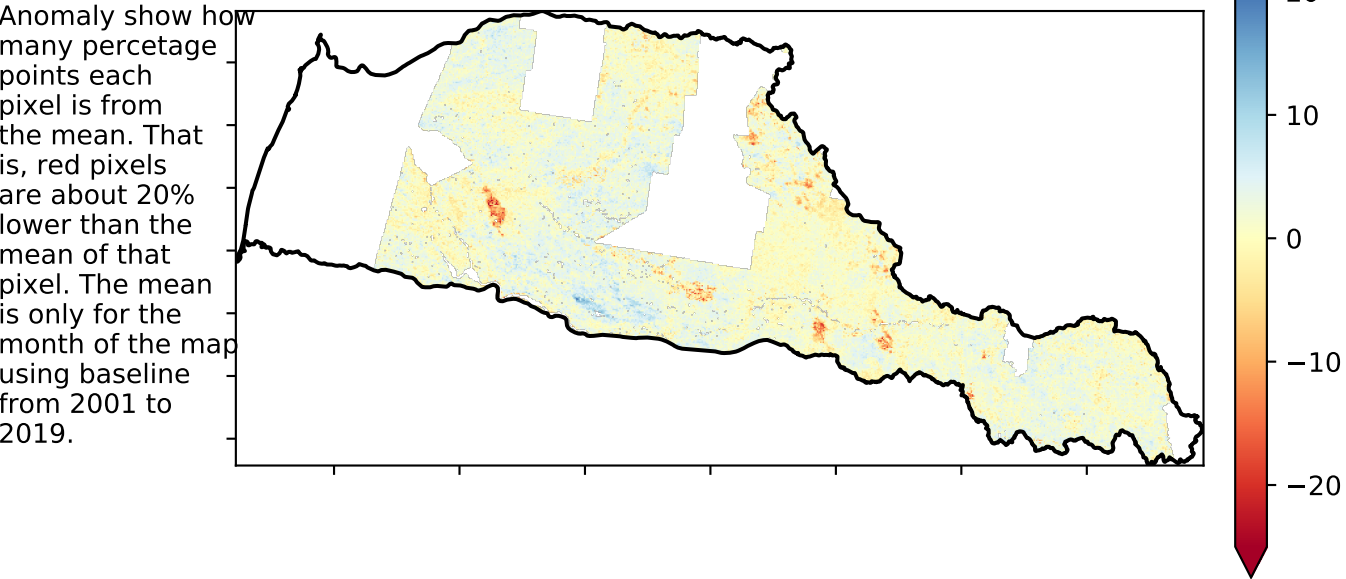 Anomaly show how
many percetage
points each
pixel is from
the mean. That
is, red pixels
are about 20%
lower than the
mean of that
pixel. The mean
is only for the
month of the map
using baseline
from 2001 to
2019.
10
0
−10
−20